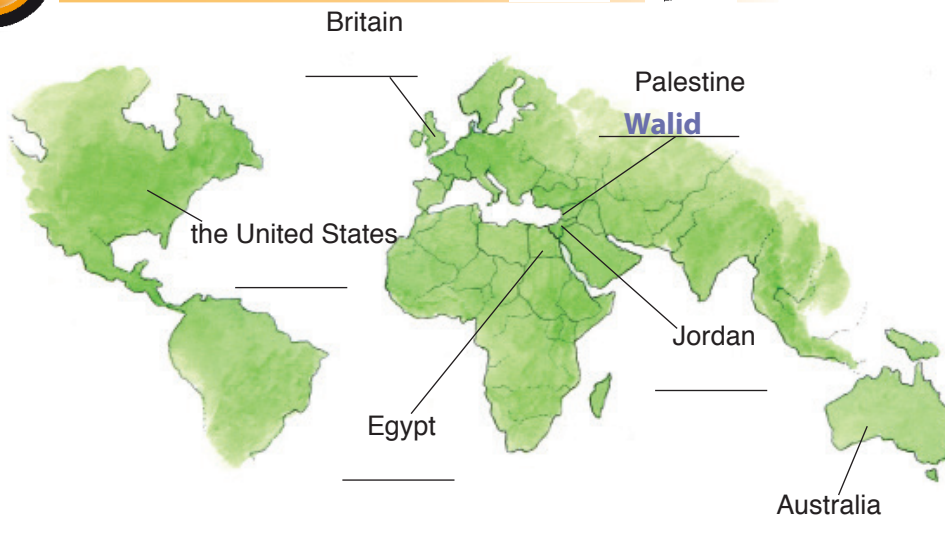 Britain
Palestine
Walid
the United States
Jordan
Egypt
Australia